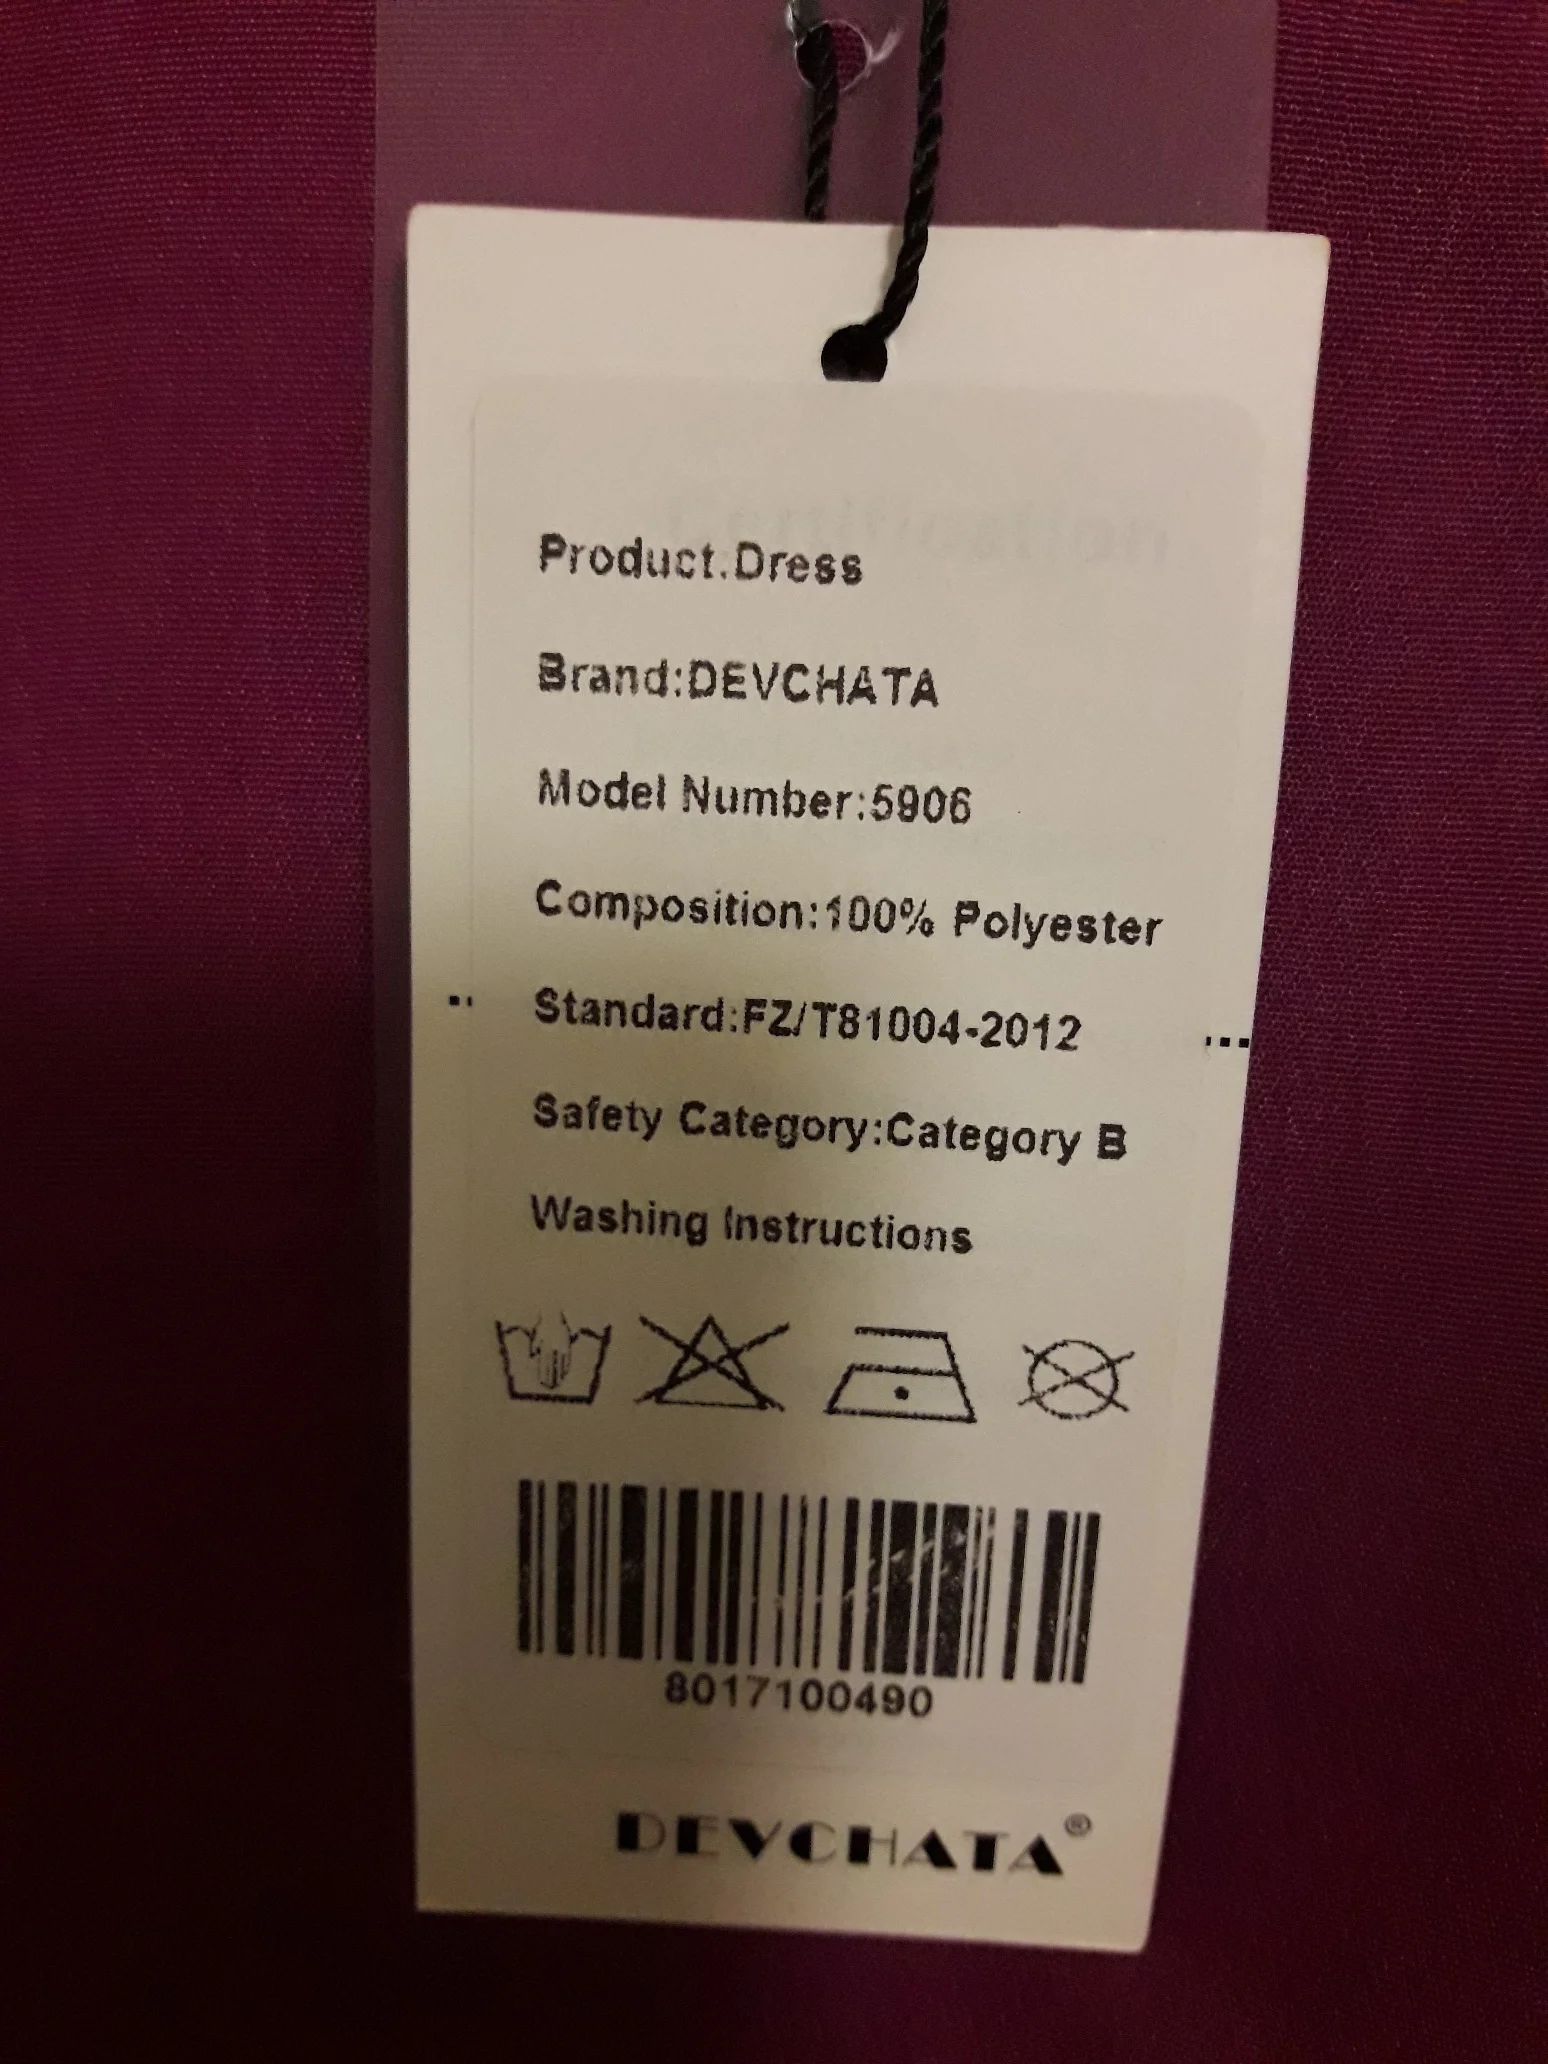 Product.Dress
Brand:DEVCHATA
Model Number:5906
Composition:100% Polyester
Standard:FZ/T81004-2012
Safety Category:Category B
Washing Instructions
8017100490
DEVCHATA®